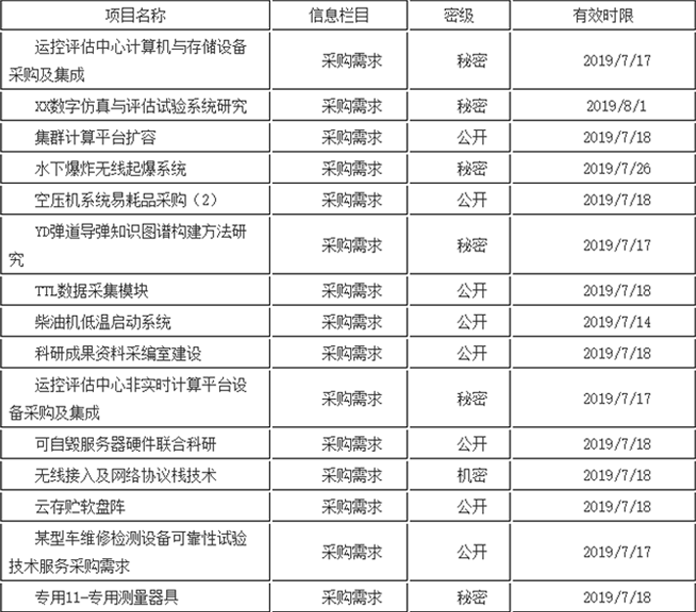 项目名称 信息栏目 密级 有效时限
运控评估中心计算机与存储设备
采购及集成 采购需求 秘密 2019/7/17
XX数字仿真与评估试验系统研究 采购需求 秘密 2019/8/1
集群计算平台扩容 采购需求 公开 2019/7/18
水下爆炸无线起爆系统 采购需求 秘密 2019/7/26
空压机系统易耗品采购（2） 采购需求 公开 2019/7/18
YD弹道导弹知识图谱构建方法研
究 采购需求 秘密 2019/7/17
TTL数据采集模块 采购需求 公开 2019/7/18
柴油机低温启动系统 采购需求 公开 2019/7/14
科研成果资料采编室建设 采购需求 公开 2019/7/18
运控评估中心非实时计算平台设
备采购及集成 采购需求 秘密 2019/7/17
可自毁服务器硬件联合科研 采购需求 公开 2019/7/18
无线接入及网络协议栈技术 采购需求 机密 2019/7/18
云存贮软盘阵 采购需求 公开 2019/7/18
某型车维修检测设备可靠性试验
技术服务采购需求 采购需求 公开 2019/7/17
专用11-专用测量器具 采购需求 秘密 2019/7/18